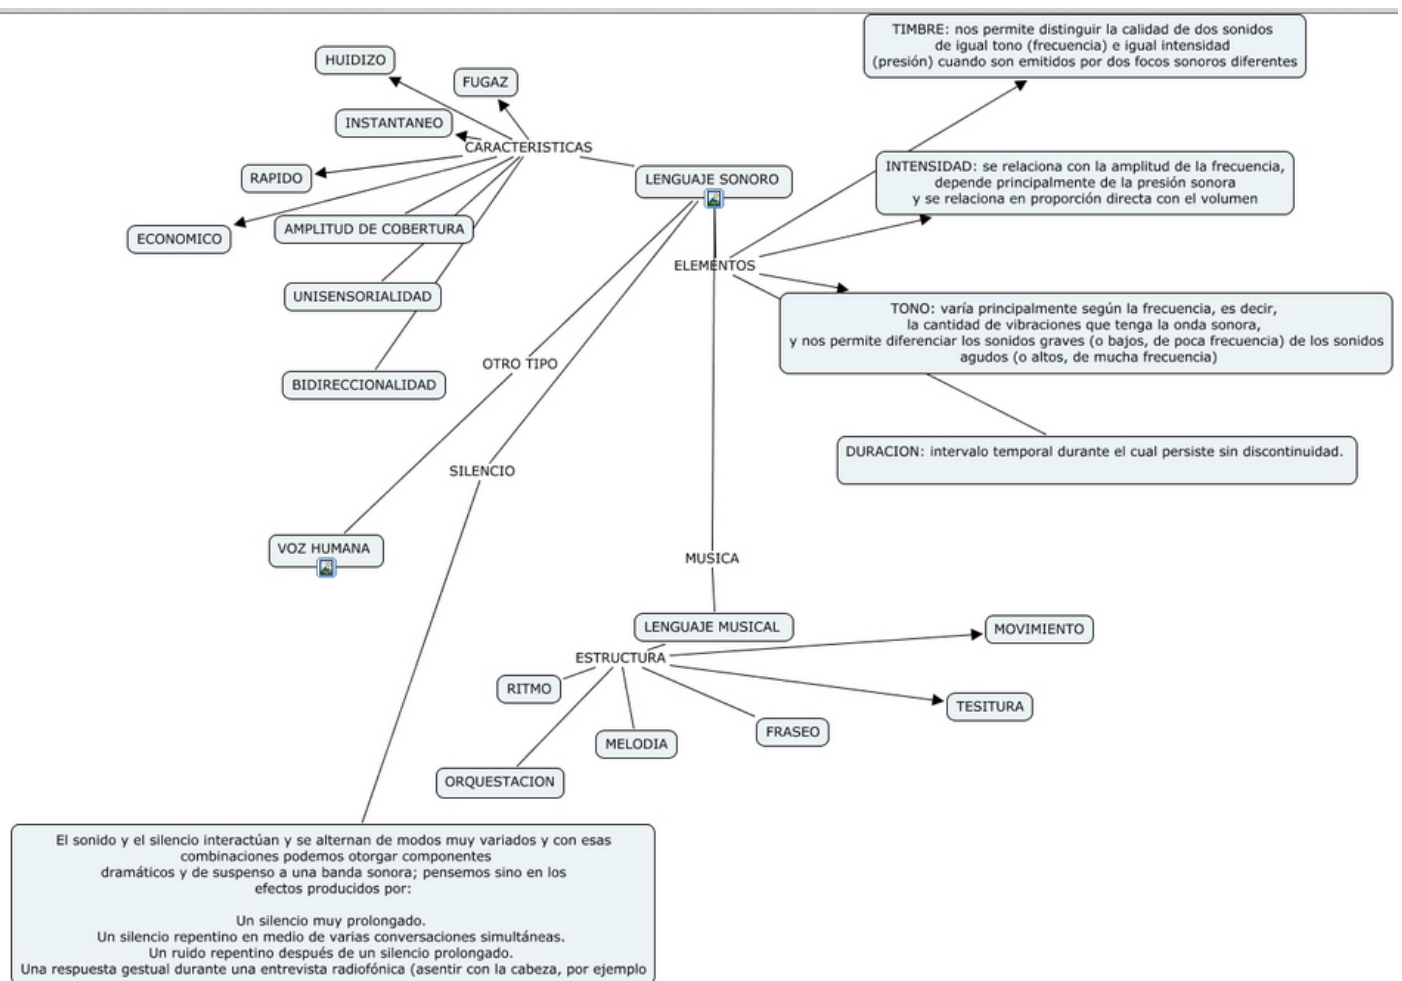 TIMBRE: nos permite distinguir la calidad de dos sonidos
de igual tono (frecuencia) e igual intensidad
(presión) cuando son emitidos por dos focos sonoros diferentes
HUIDIZO
FUGAZ
INSTANTANEO
CARACTERISTICAS
RAPIDO
LENGUAJE SONORO
INTENSIDAD: se relaciona con la amplitud de la frecuencia,
depende principalmente de la presión sonora
y se relaciona en proporción directa con el volumen
ECONOMICO
AMPLITUD DE COBERTURA
ELEMENTOS
UNISENSORIALIDAD
TONO: varía principalmente según la frecuencia, es decir,
la cantidad de vibraciones que tenga la onda sonora,
y nos permite diferenciar los sonidos graves (o bajos, de poca frecuencia) de los sonidos
agudos (o altos, de mucha frecuencia)
OTRO TIPO
BIDIRECCIONALIDAD
DURACION: intervalo temporal durante el cual persiste sin discontinuidad.
SILENCIO
VOZ HUMANA
MUSICA
LENGUAJE MUSICAL
MOVIMIENTO
ESTRUCTURA
RITMO
TESITURA
FRASEO
MELODIA
ORQUESTACION
El sonido y el silencio interactúan y se alternan de modos muy variados y con esas
combinaciones podemos otorgar componentes
dramáticos y de suspenso a una banda sonora; pensemos sino en los
efectos producidos por:
Un silencio muy prolongado.
Un silencio repentino en medio de varias conversaciones simultáneas.
Un ruido repentino después de un silencio prolongado.
Una respuesta gestual durante una entrevista radiofónica (asentir con la cabeza, por ejemplo